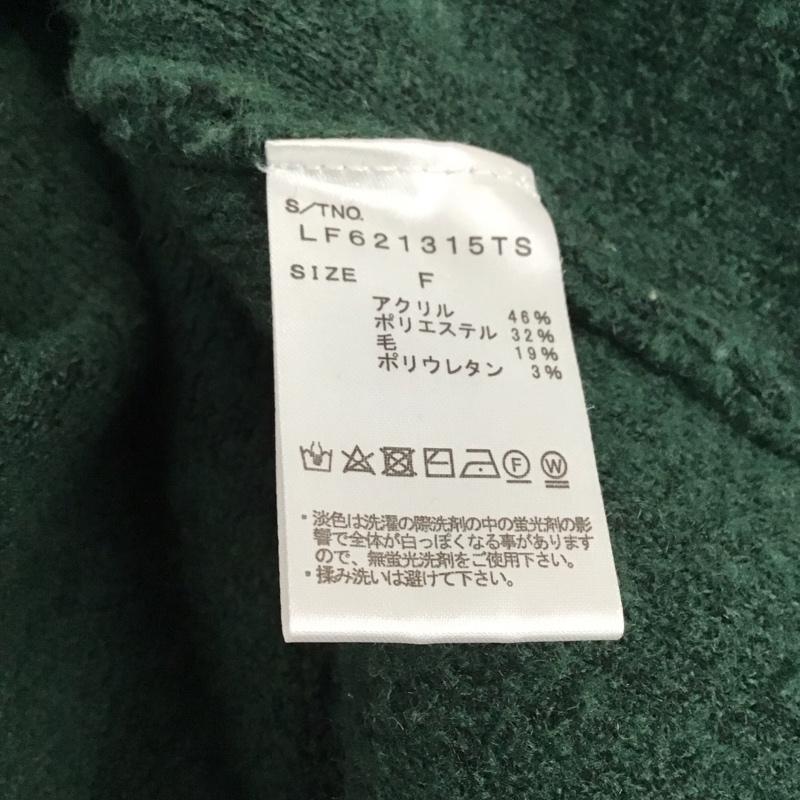 S/TNO.
LF621315TS
SIZE F
アクリル 46%
ポリエステル 32%
毛 19%
ポリウレタン 3%
F W
・淡色は洗濯の際洗剤の中の蛍光剤の影
響で全体が白っぽくなる事があります
ので、無蛍光洗剤をご使用下さい。
・揉み洗いは避けて下さい。